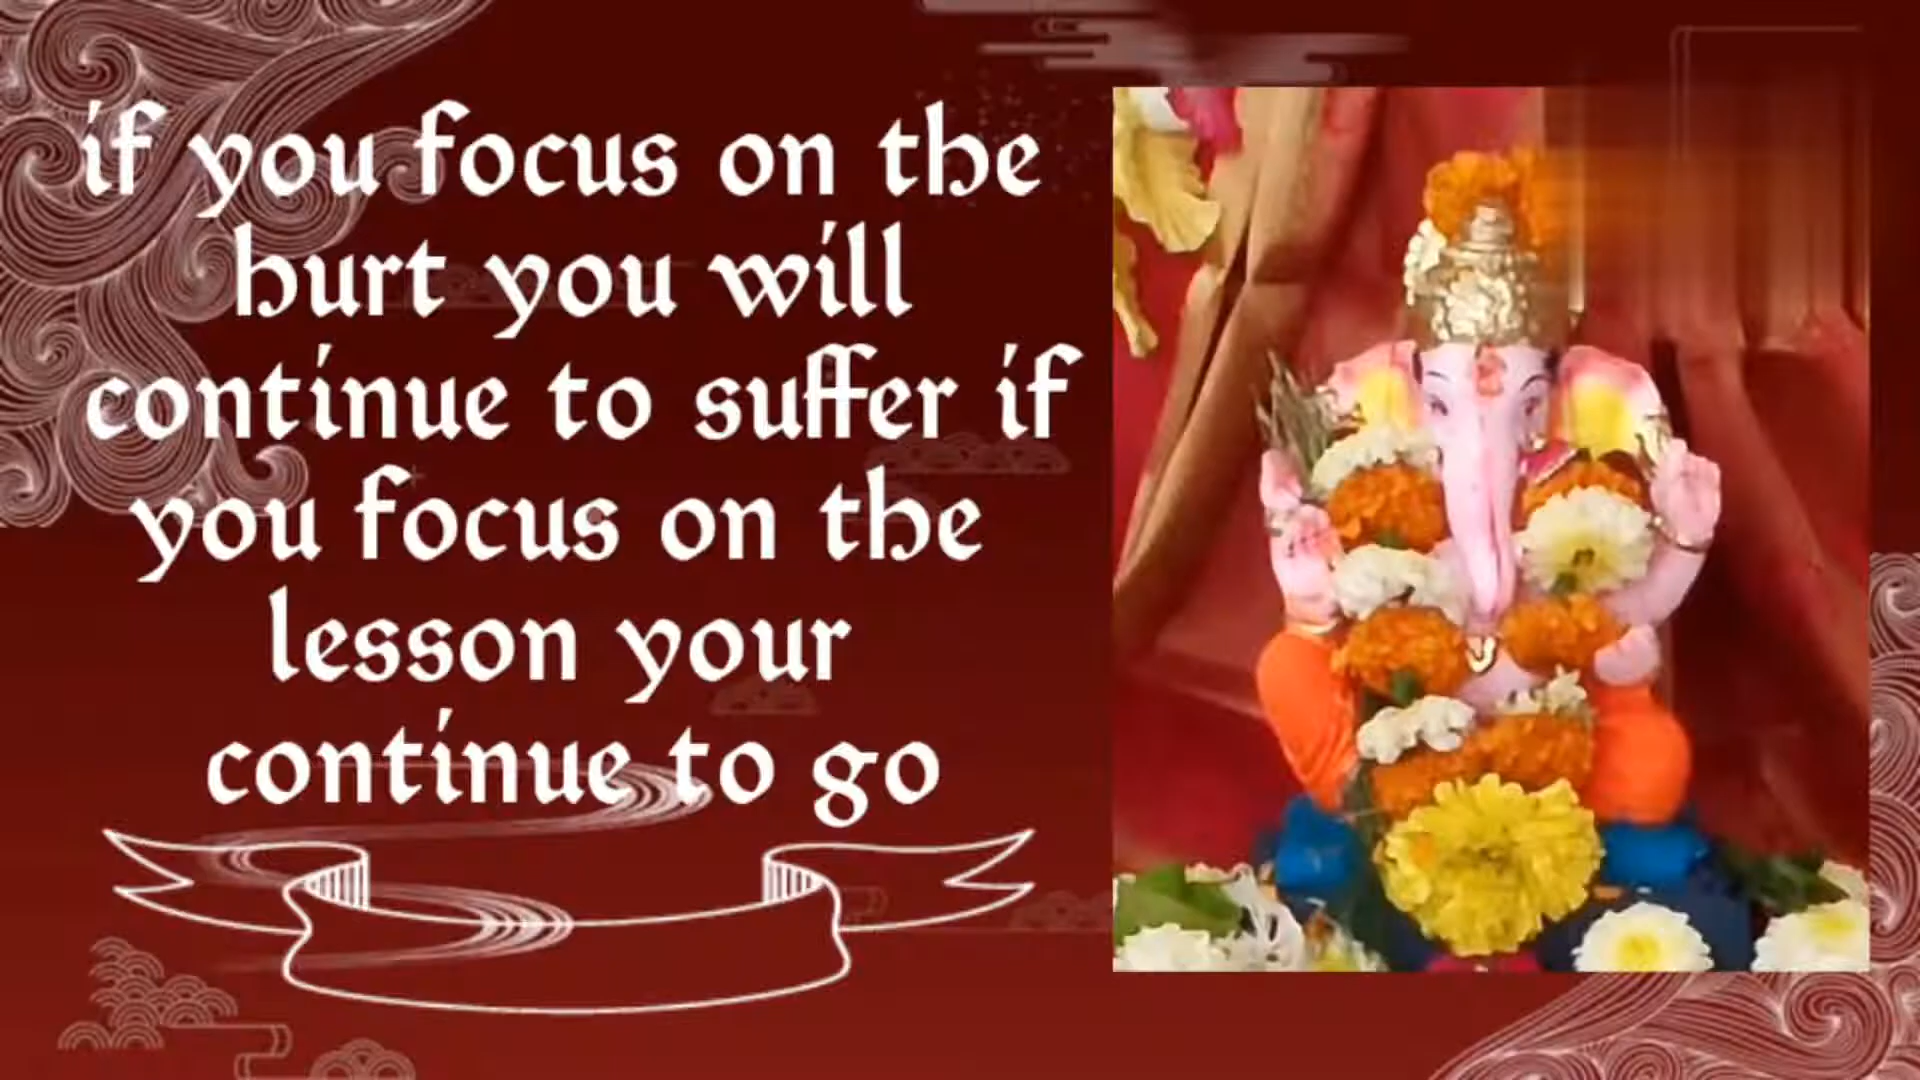 if you focus on the
hurt you will
continue to suffer if
you focus on the
lesson your
continue to go